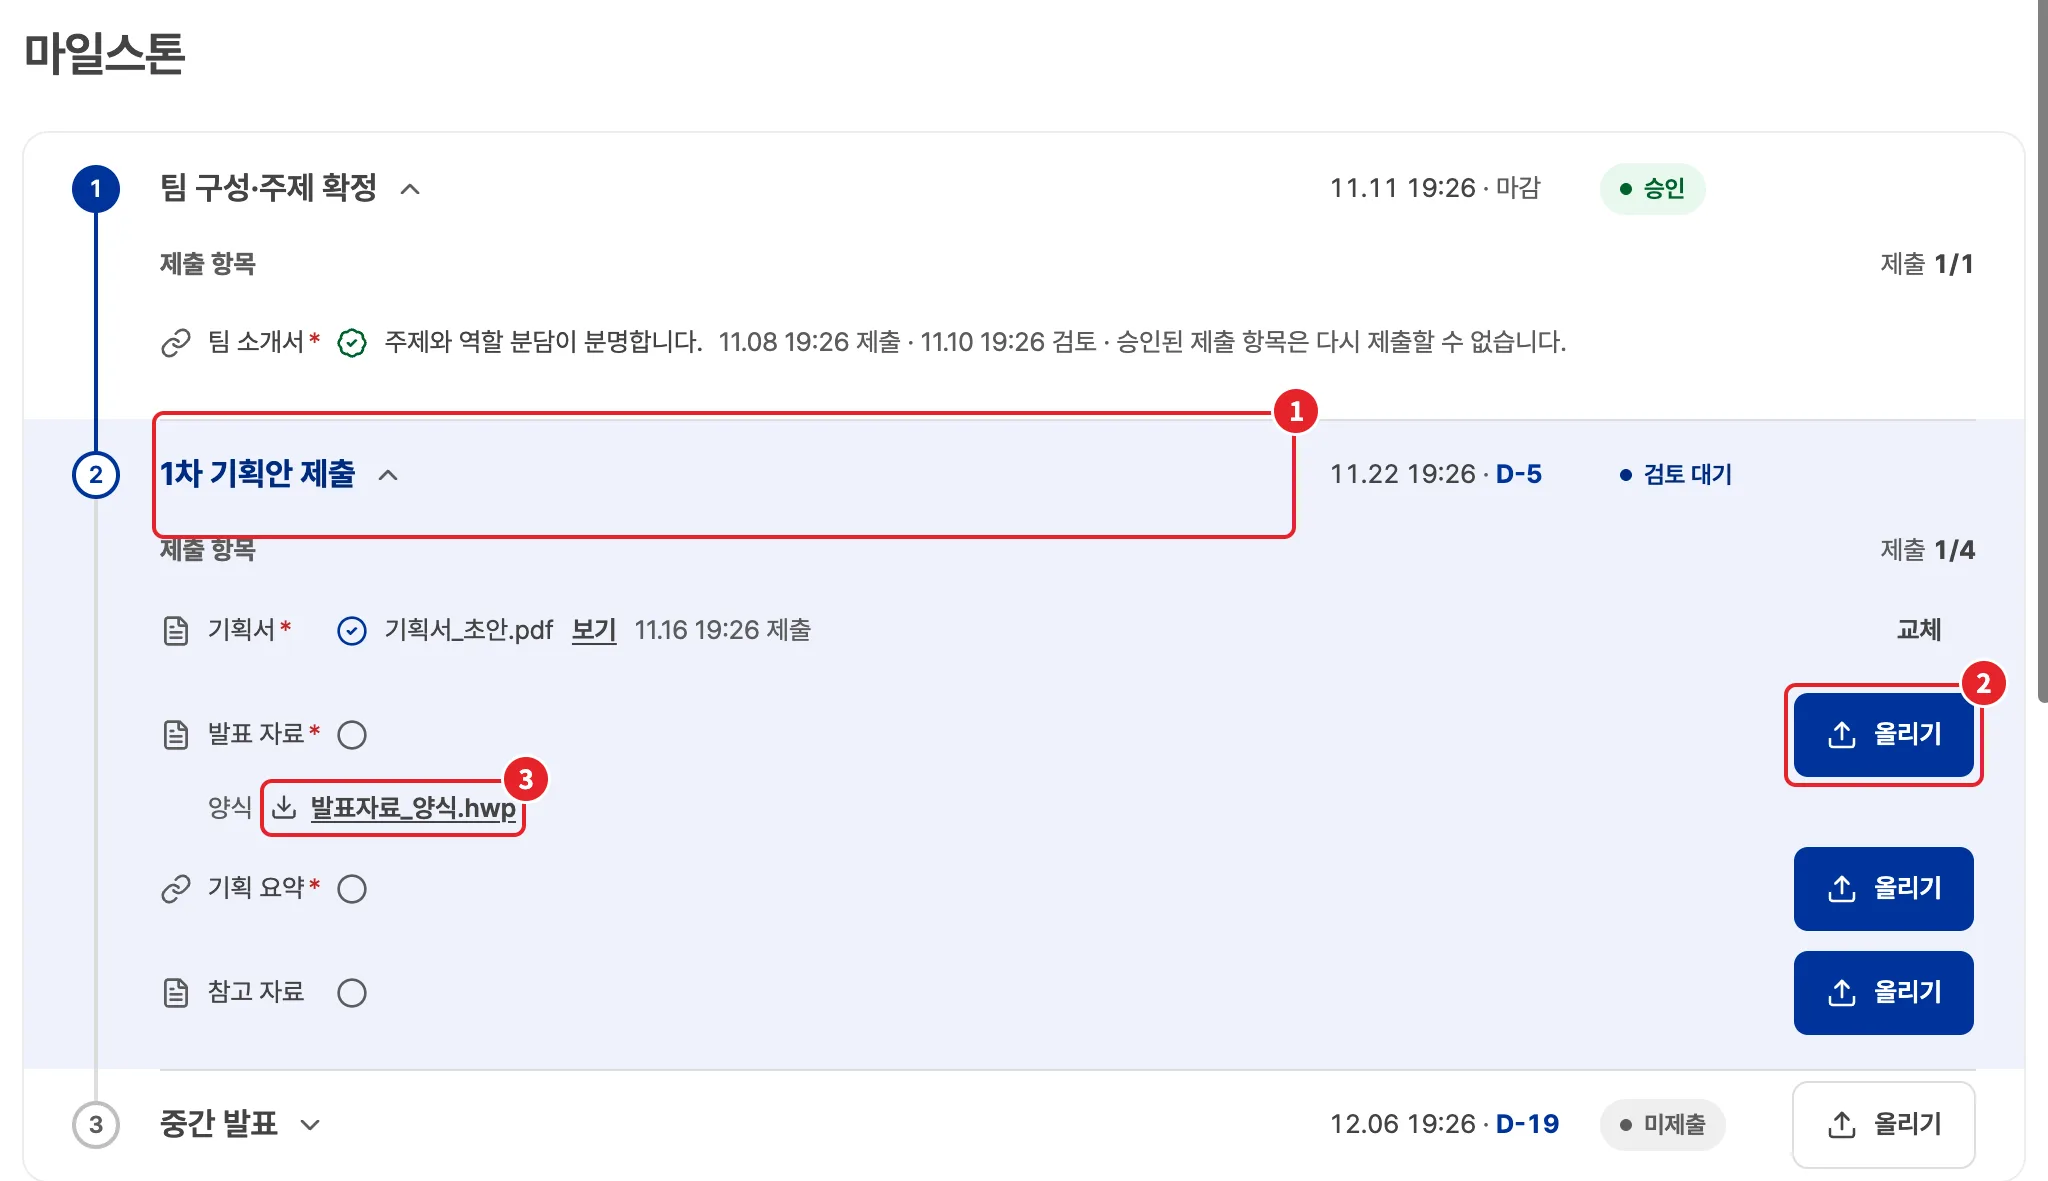 마일스톤
1 팀 구성·주제 확정 11.11 19:26 · 마감 승인
제출 항목 제출 1/1
팀 소개서* 주제와 역할 분담이 분명합니다. 11.08 19:26 제출 · 11.10 19:26 검토 · 승인된 제출 항목은 다시 제출할 수 없습니다.
1
2 1차 기획안 제출 11.22 19:26 · D-5 검토 대기
제출 항목 제출 1/4
기획서* 기획서_초안.pdf 보기 11.16 19:26 제출 교체
2
발표 자료* 올리기
3
양식 발표자료_양식.hwp
기획 요약* 올리기
참고 자료 올리기
3 중간 발표 12.06 19:26 · D-19 미제출 올리기